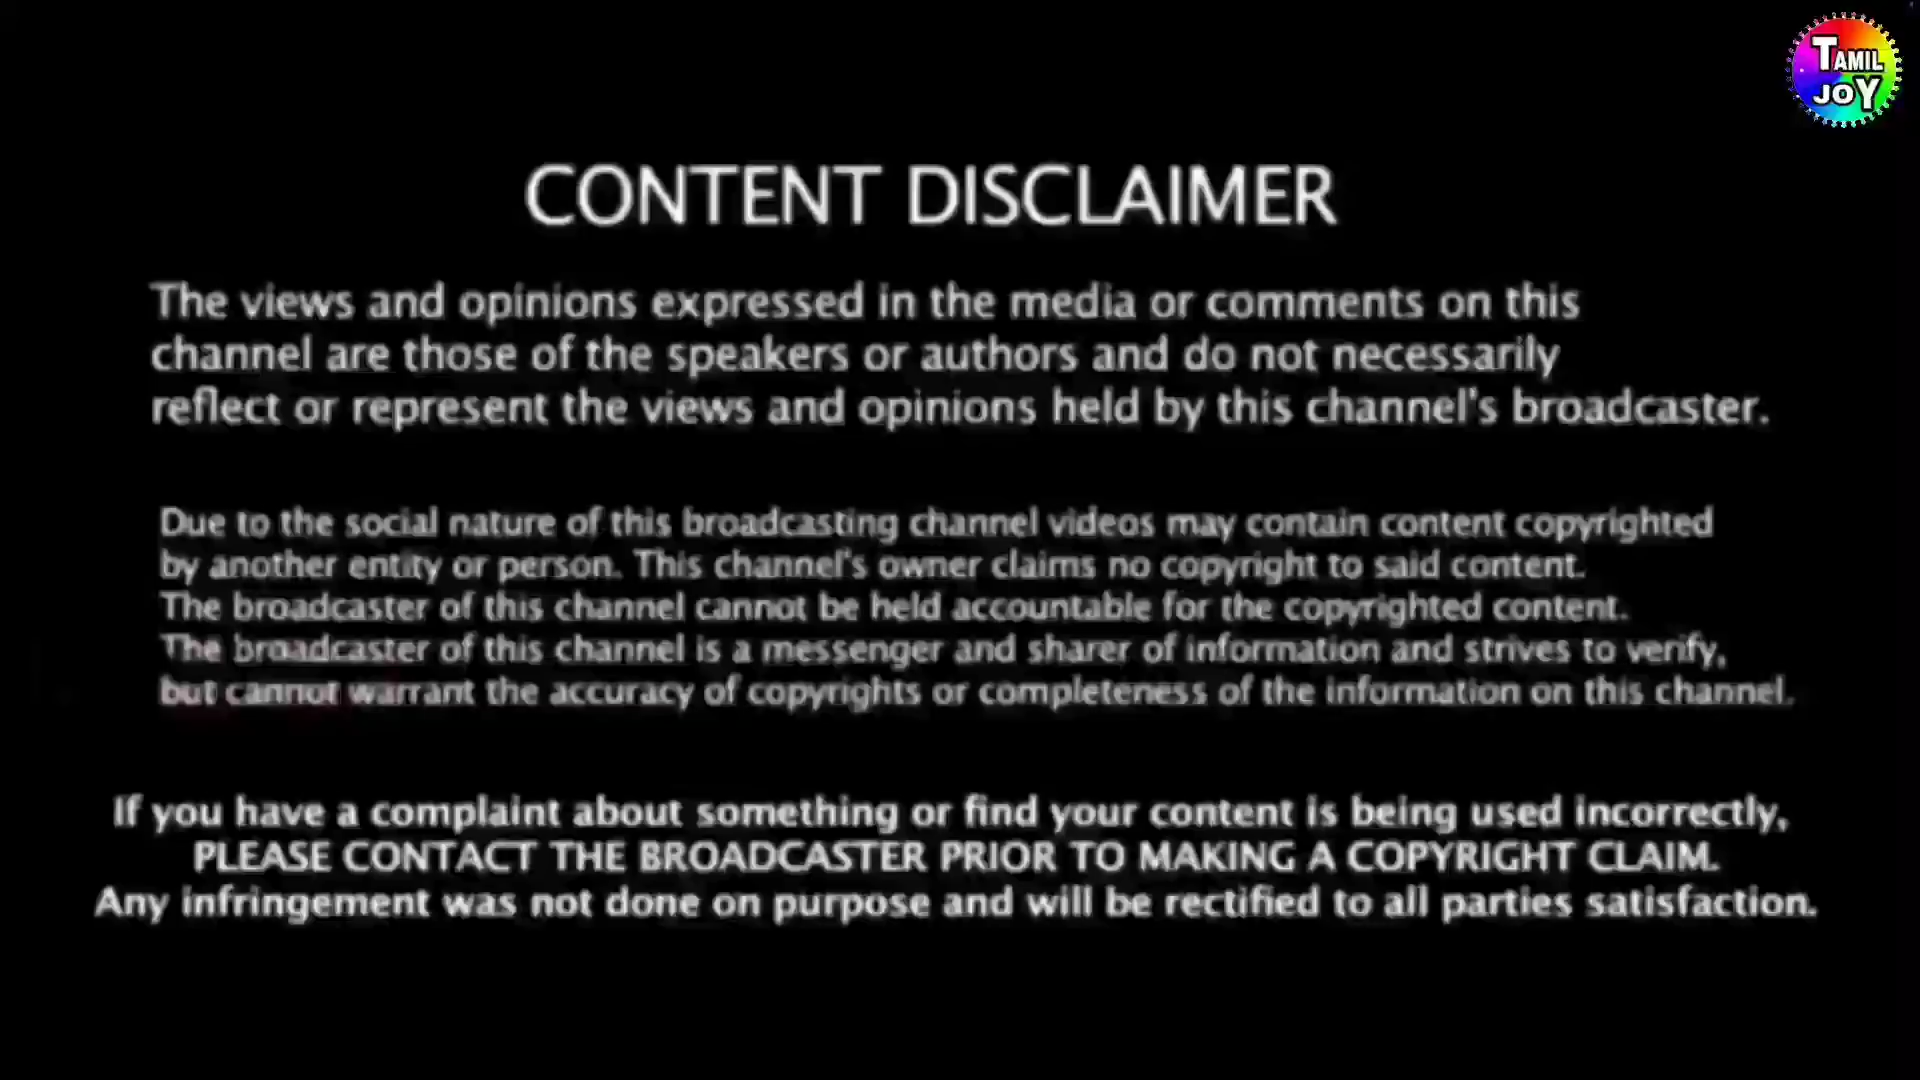 TAMIL
JOY
CONTENT DISCLAIMER
The views and opinions expressed in the media or comments on this
channel are those of the speakers or authors and do not necessarily
reflect or represent the views and opinions held by this channel's broadcaster.
Due to the social nature of this broadcasting channel videos may contain content copyrighted
by another entity or person. This channel's owner claims no copyright to said content.
The broadcaster of this channel cannot be held accountable for the copyrighted content.
The broadcaster of this channel is a messenger and sharer of information and strives to verify,
but cannot warrant the accuracy of copyrights or completeness of the information on this channel.
If you have a complaint about something or find your content is being used incorrectly,
PLEASE CONTACT THE BROADCASTER PRIOR TO MAKING A COPYRIGHT CLAIM.
Any infringement was not done on purpose and will be rectified to all parties satisfaction.